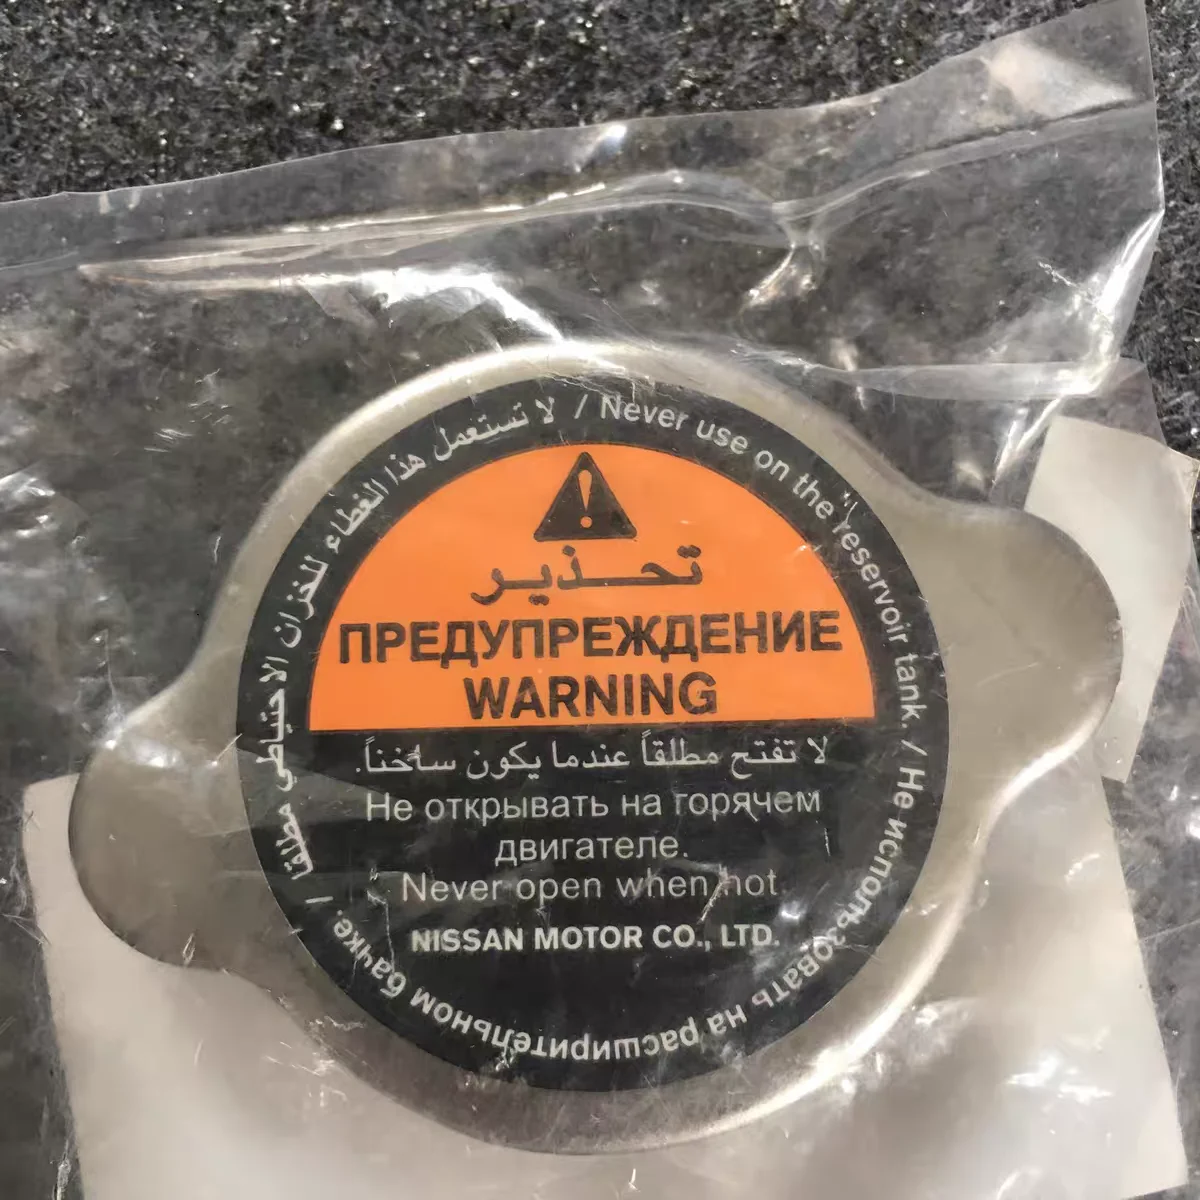 تحذير
ПРЕДУПРЕЖДЕНИЕ
WARNING
لا تفتح مطلقاً عندما يكون ساخناً.
Не открывать на горячем
двигателе.
Never open when hot.
NISSAN MOTOR CO., LTD.
لا تستعمل هذا الغطاء للخزان الاحتياطي مطلقا / Never use on the reservoir tank. / Не использовать на расширительном бачке. /